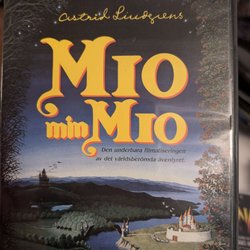 Astrid Lindgrens
MIO
min
MIO
Den underbara filmatiseringen
av det världsberömda äventyret.